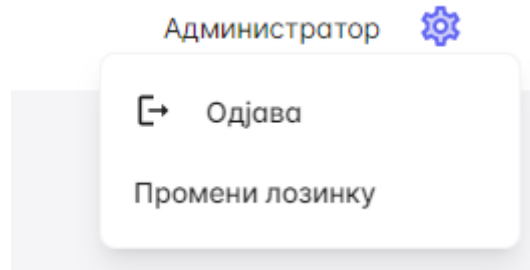 Администратор
Одјава
Промени лозинку